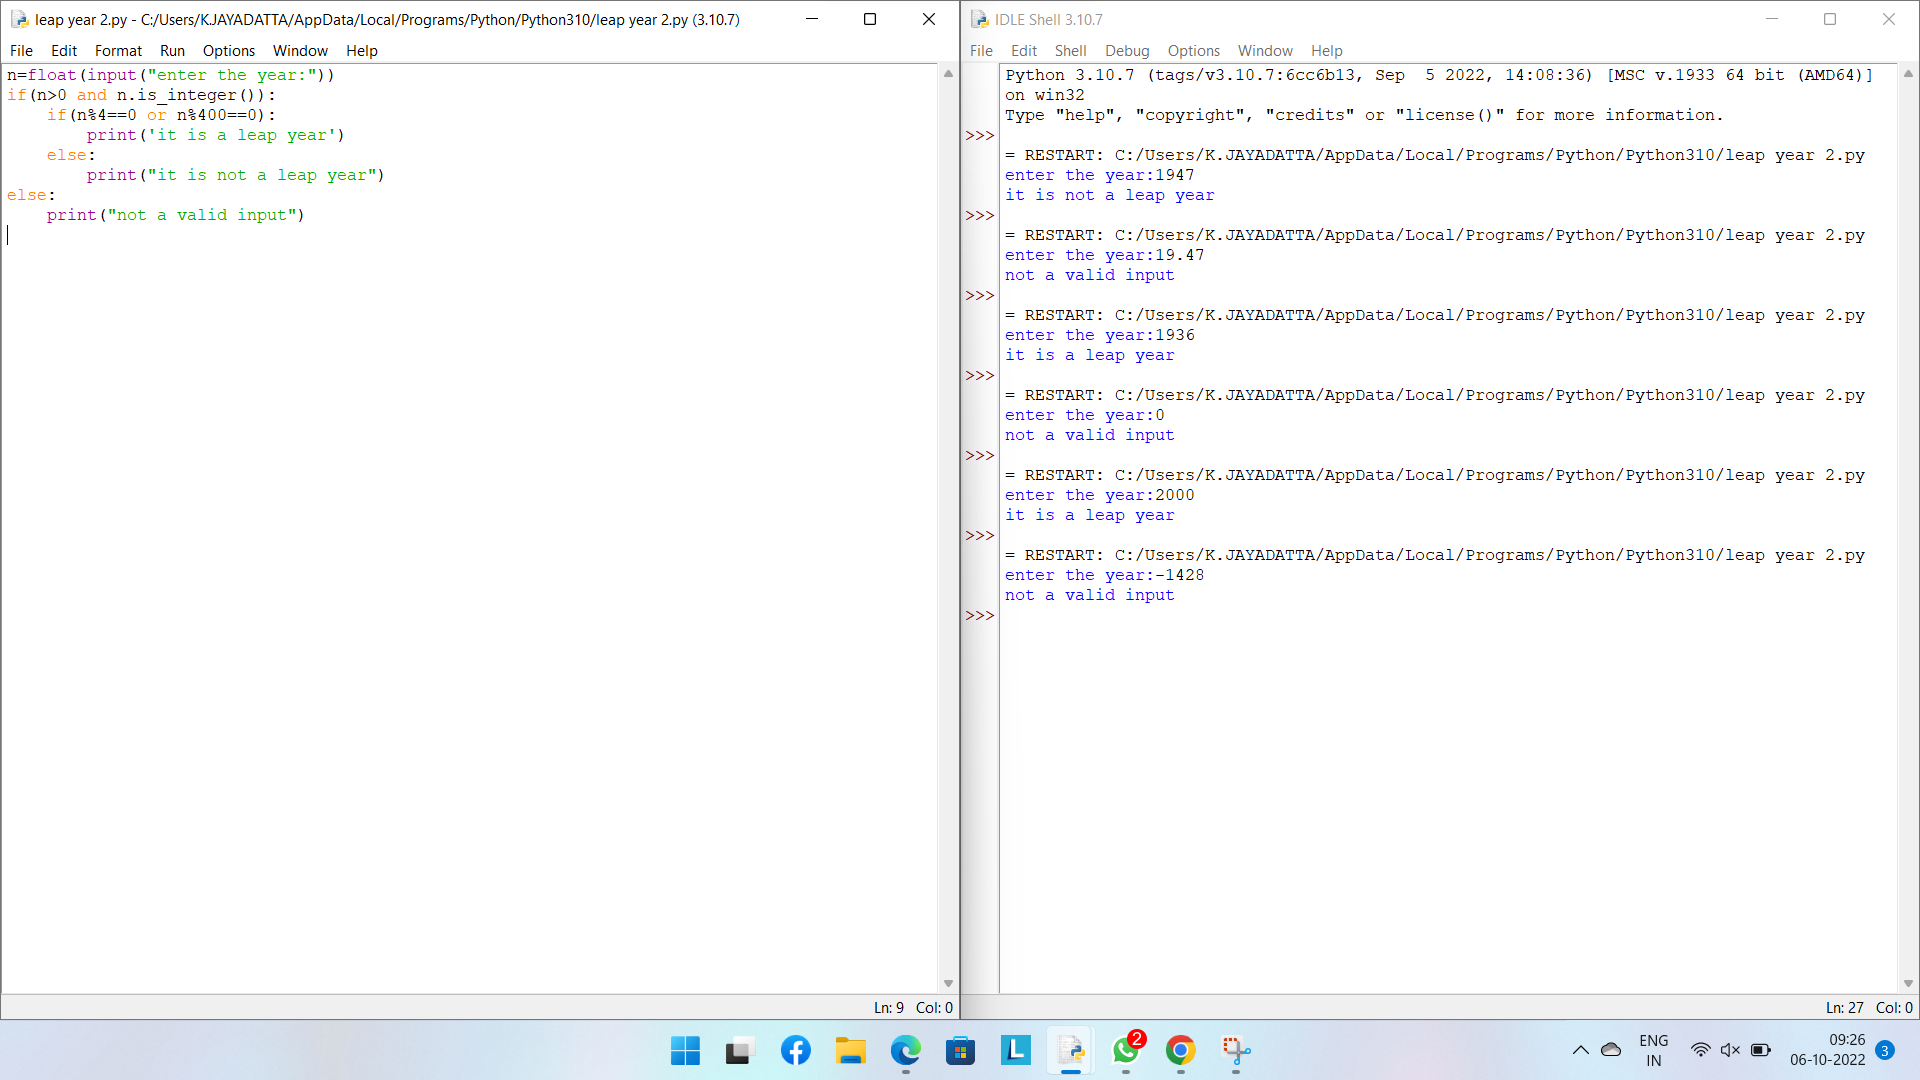 leap year 2.py - C:/Users/K.JAYADATTA/AppData/Local/Programs/Python/Python310/leap year 2.py (3.10.7)
File Edit Format Run Options Window Help
n=float(input("enter the year:"))
if(n>0 and n.is_integer()):
    if(n%4==0 or n%400==0):
        print('it is a leap year')
    else:
        print("it is not a leap year")
else:
    print("not a valid input")
Ln: 9 Col: 0
IDLE Shell 3.10.7
File Edit Shell Debug Options Window Help
Python 3.10.7 (tags/v3.10.7:6cc6b13, Sep  5 2022, 14:08:36) [MSC v.1933 64 bit (AMD64)]
on win32
Type "help", "copyright", "credits" or "license()" for more information.
>>>
= RESTART: C:/Users/K.JAYADATTA/AppData/Local/Programs/Python/Python310/leap year 2.py
enter the year:1947
it is not a leap year
>>>
= RESTART: C:/Users/K.JAYADATTA/AppData/Local/Programs/Python/Python310/leap year 2.py
enter the year:19.47
not a valid input
>>>
= RESTART: C:/Users/K.JAYADATTA/AppData/Local/Programs/Python/Python310/leap year 2.py
enter the year:1936
it is a leap year
>>>
= RESTART: C:/Users/K.JAYADATTA/AppData/Local/Programs/Python/Python310/leap year 2.py
enter the year:0
not a valid input
>>>
= RESTART: C:/Users/K.JAYADATTA/AppData/Local/Programs/Python/Python310/leap year 2.py
enter the year:2000
it is a leap year
>>>
= RESTART: C:/Users/K.JAYADATTA/AppData/Local/Programs/Python/Python310/leap year 2.py
enter the year:-1428
not a valid input
>>>
Ln: 27 Col: 0
L
2
ENG
IN
09:26
06-10-2022
3